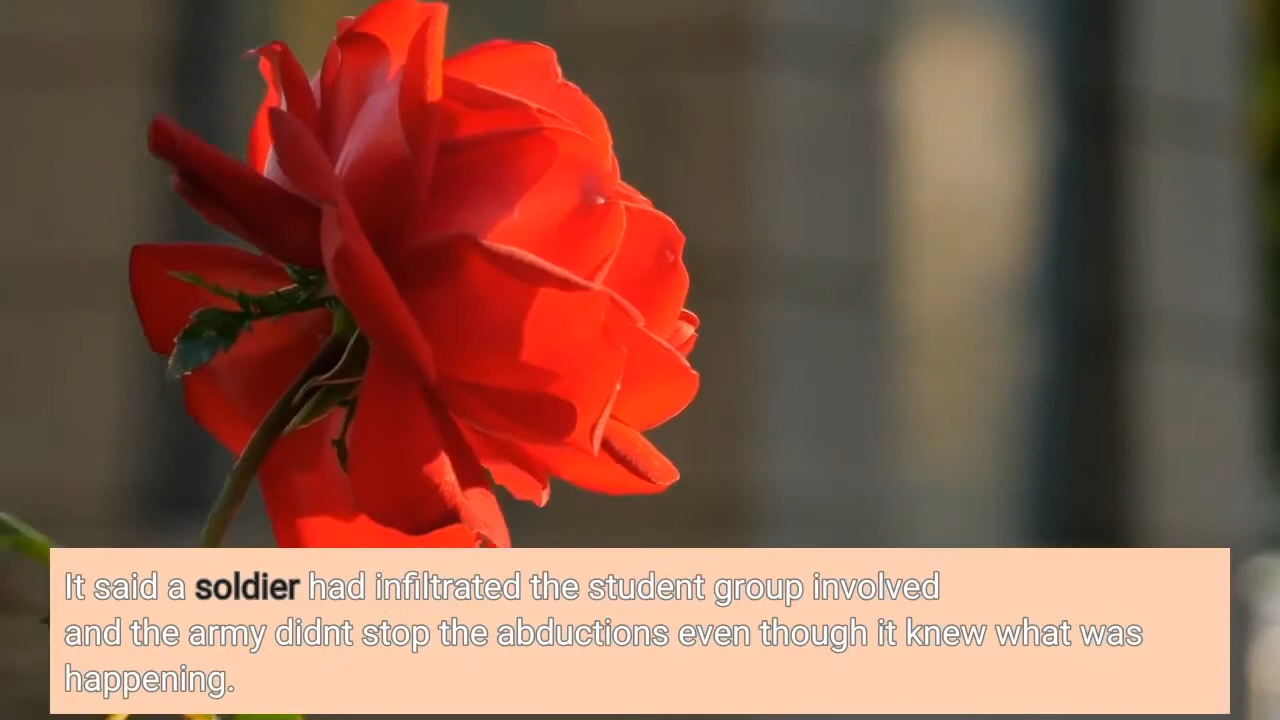 It said a soldier had infiltrated the student group involved
and the army didnt stop the abductions even though it knew what was
happening.